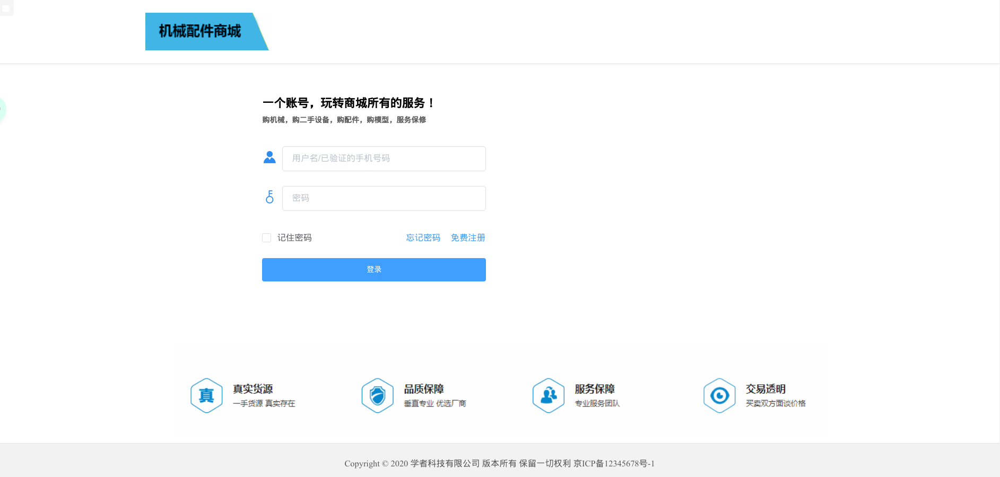 机械配件商城
一个账号，玩转商城所有的服务！
购机械，购二手设备，购配件，购模型，服务保修
用户名/已验证的手机号码
密码
记住密码 忘记密码 免费注册
登录
真 真实货源 品质保障 服务保障 交易透明
一手货源 真实存在 垂直专业 优选厂商 专业服务团队 买卖双方面谈价格
Copyright © 2020 学者科技有限公司 版本所有 保留一切权利 京ICP备12345678号-1